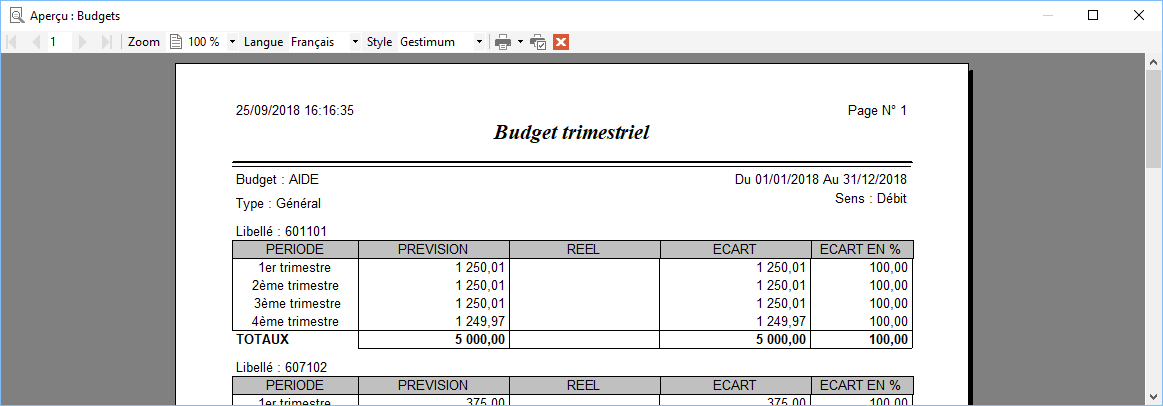 Aperçu : Budgets
1 Zoom 100 % Langue Français Style Gestimum
25/09/2018 16:16:35 Page N° 1
Budget trimestriel
Budget : AIDE Du 01/01/2018 Au 31/12/2018
Type : Général Sens : Débit
Libellé : 601101
PERIODE PREVISION REEL ECART ECART EN %
1er trimestre 1 250,01 1 250,01 100,00
2ème trimestre 1 250,01 1 250,01 100,00
3ème trimestre 1 250,01 1 250,01 100,00
4ème trimestre 1 249,97 1 249,97 100,00
TOTAUX 5 000,00 5 000,00 100,00
Libellé : 607102
PERIODE PREVISION REEL ECART ECART EN %
1er trimestre 375,00 375,00 100,00